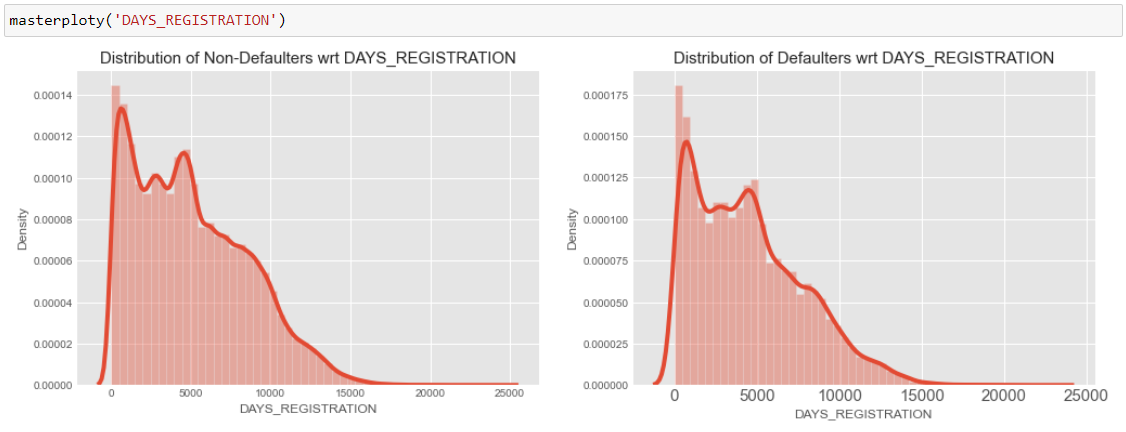 masterploty('DAYS_REGISTRATION')
Distribution of Non-Defaulters wrt DAYS_REGISTRATION
0.00014
0.00012
0.00010
0.00008
0.00006
0.00004
0.00002
0.00000
Density
0 5000 10000 15000 20000 25000
DAYS_REGISTRATION
Distribution of Defaulters wrt DAYS_REGISTRATION
0.000175
0.000150
0.000125
0.000100
0.000075
0.000050
0.000025
0.000000
Density
0 5000 10000 15000 20000 25000
DAYS_REGISTRATION